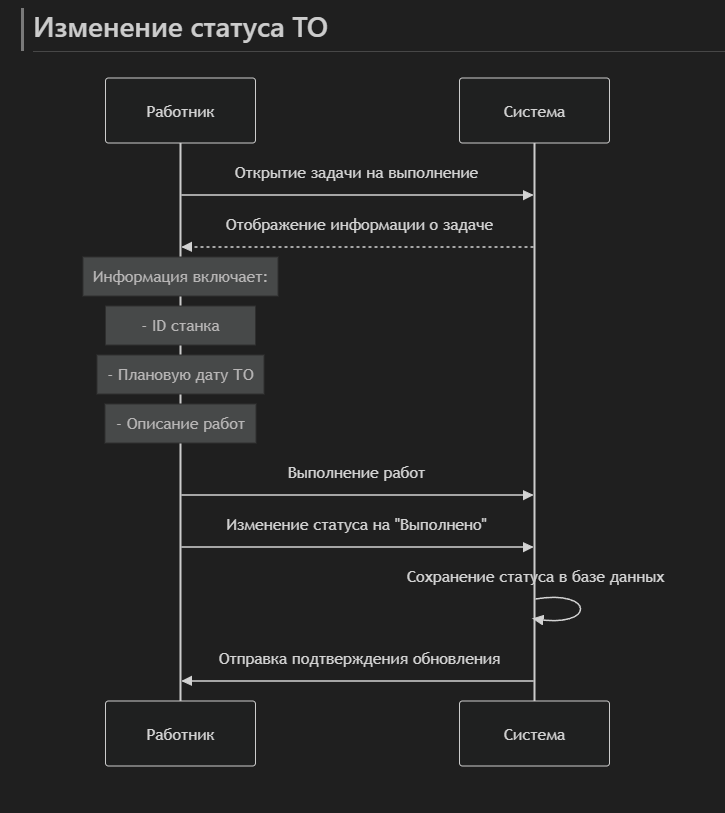 Изменение статуса ТО
Работник
Система
Открытие задачи на выполнение
Отображение информации о задаче
Информация включает:
- ID станка
- Плановую дату ТО
- Описание работ
Выполнение работ
Изменение статуса на "Выполнено"
Сохранение статуса в базе данных
Отправка подтверждения обновления
Работник
Система